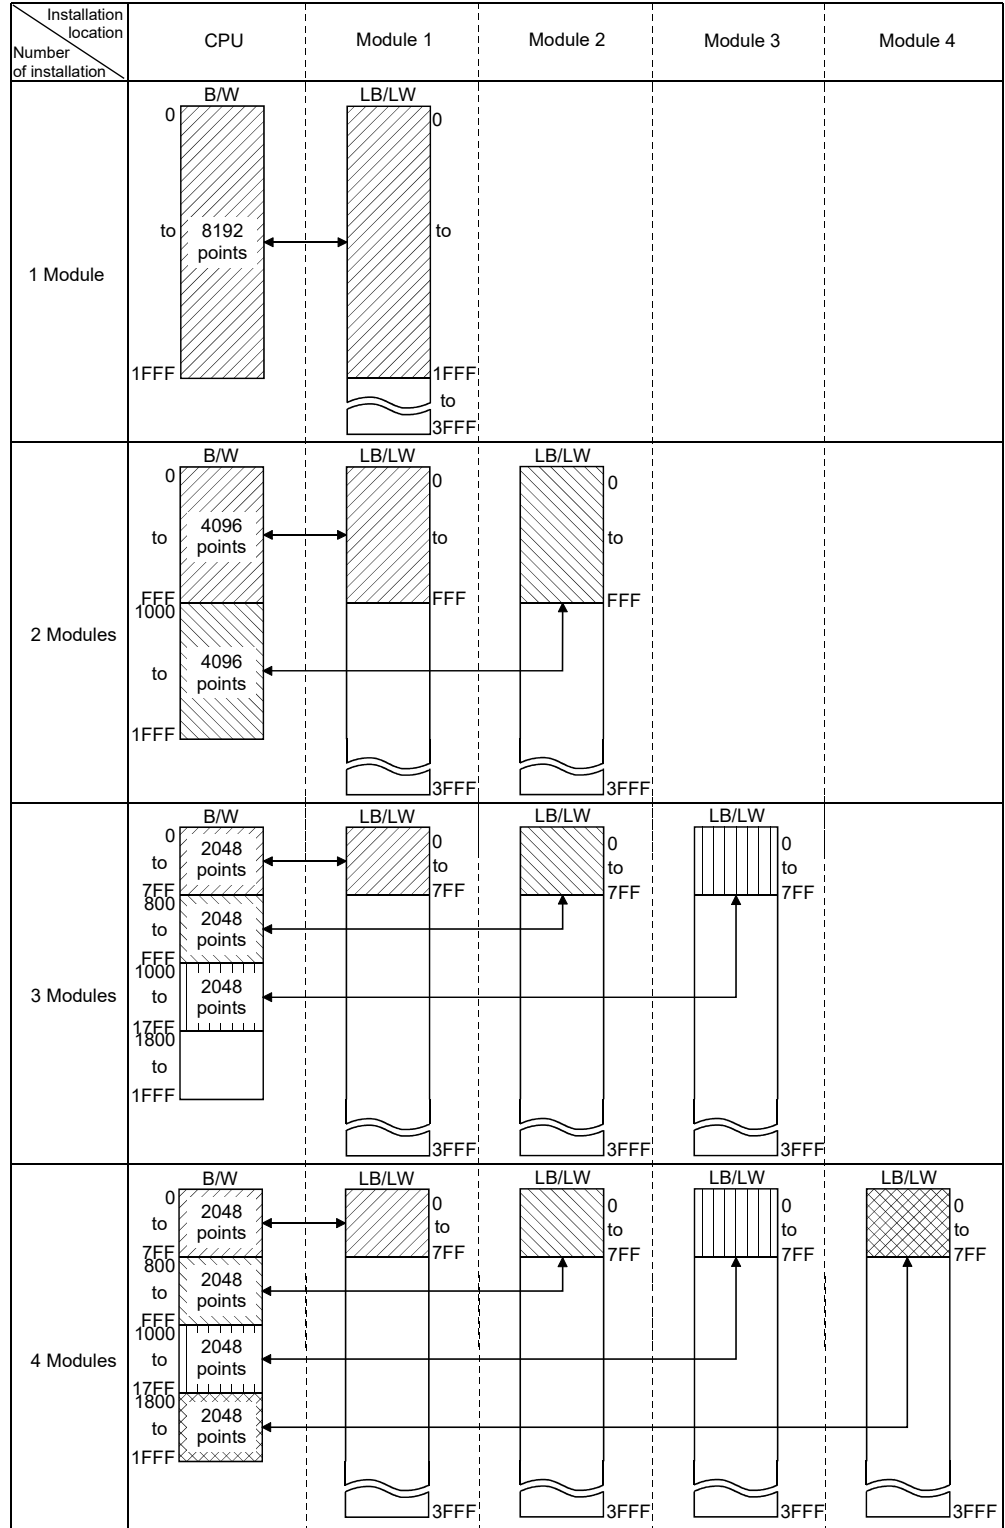 Installation
location
Number
of installation
CPU
Module 1
Module 2
Module 3
Module 4
1 Module
B/W
LB/LW
0
0
to
8192
points
to
1FFF
1FFF
to
3FFF
2 Modules
B/W
LB/LW
LB/LW
0
0
0
to
4096
points
to
to
FFF
FFF
FFF
1000
to
4096
points
1FFF
3FFF
3FFF
3 Modules
B/W
LB/LW
LB/LW
LB/LW
0
0
0
0
to
2048
points
to
to
to
7FF
7FF
7FF
7FF
800
to
2048
points
FFF
1000
to
2048
points
17FF
1800
to
1FFF
3FFF
3FFF
3FFF
4 Modules
B/W
LB/LW
LB/LW
LB/LW
LB/LW
0
0
0
0
0
to
2048
points
to
to
to
to
7FF
7FF
7FF
7FF
7FF
800
to
2048
points
FFF
1000
to
2048
points
17FF
1800
to
2048
points
1FFF
3FFF
3FFF
3FFF
3FFF